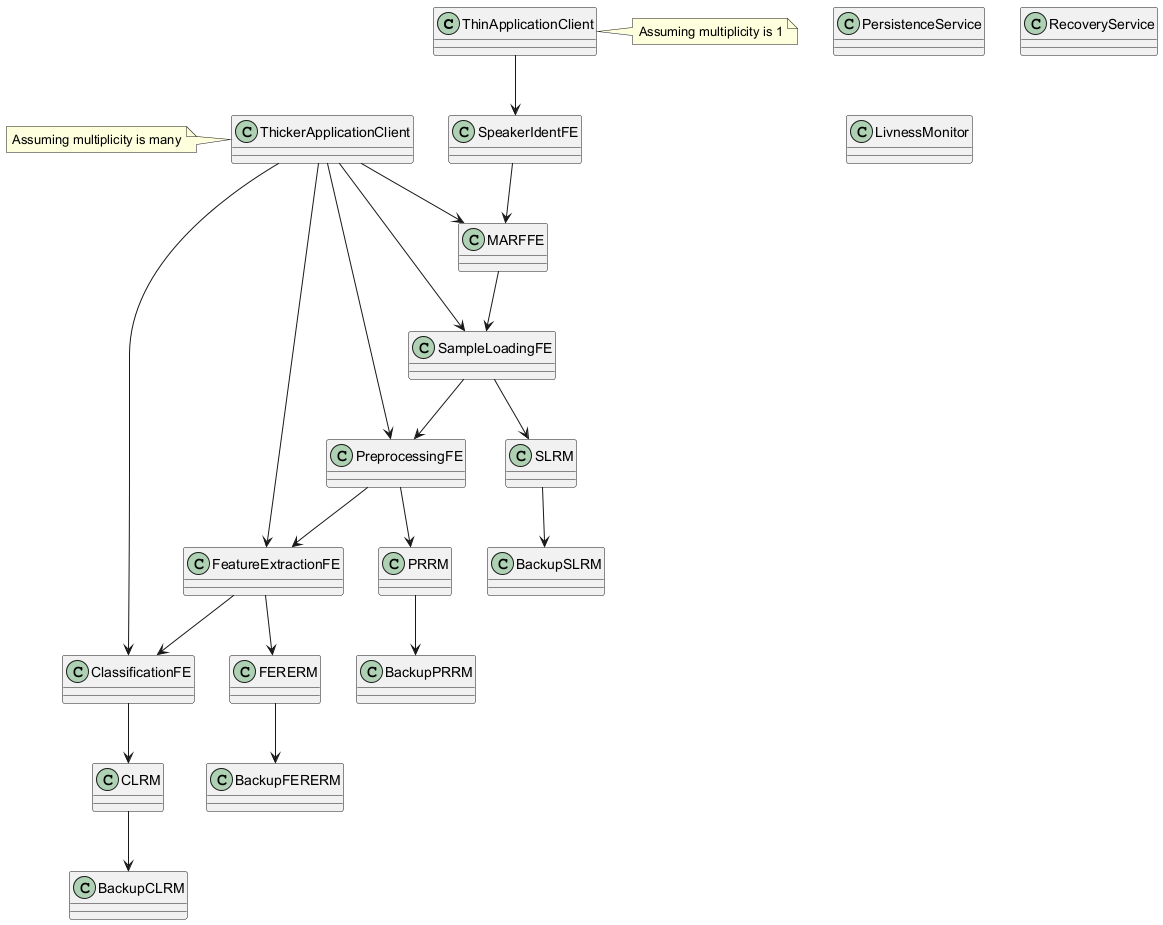 ThinApplicationClient
Assuming multiplicity is 1
PersistenceService
RecoveryService
Assuming multiplicity is many
ThickerApplicationClient
SpeakerIdentFE
LivnessMonitor
MARFFE
SampleLoadingFE
PreprocessingFE
SLRM
FeatureExtractionFE
PRRM
BackupSLRM
ClassificationFE
FERERM
BackupPRRM
CLRM
BackupFERERM
BackupCLRM